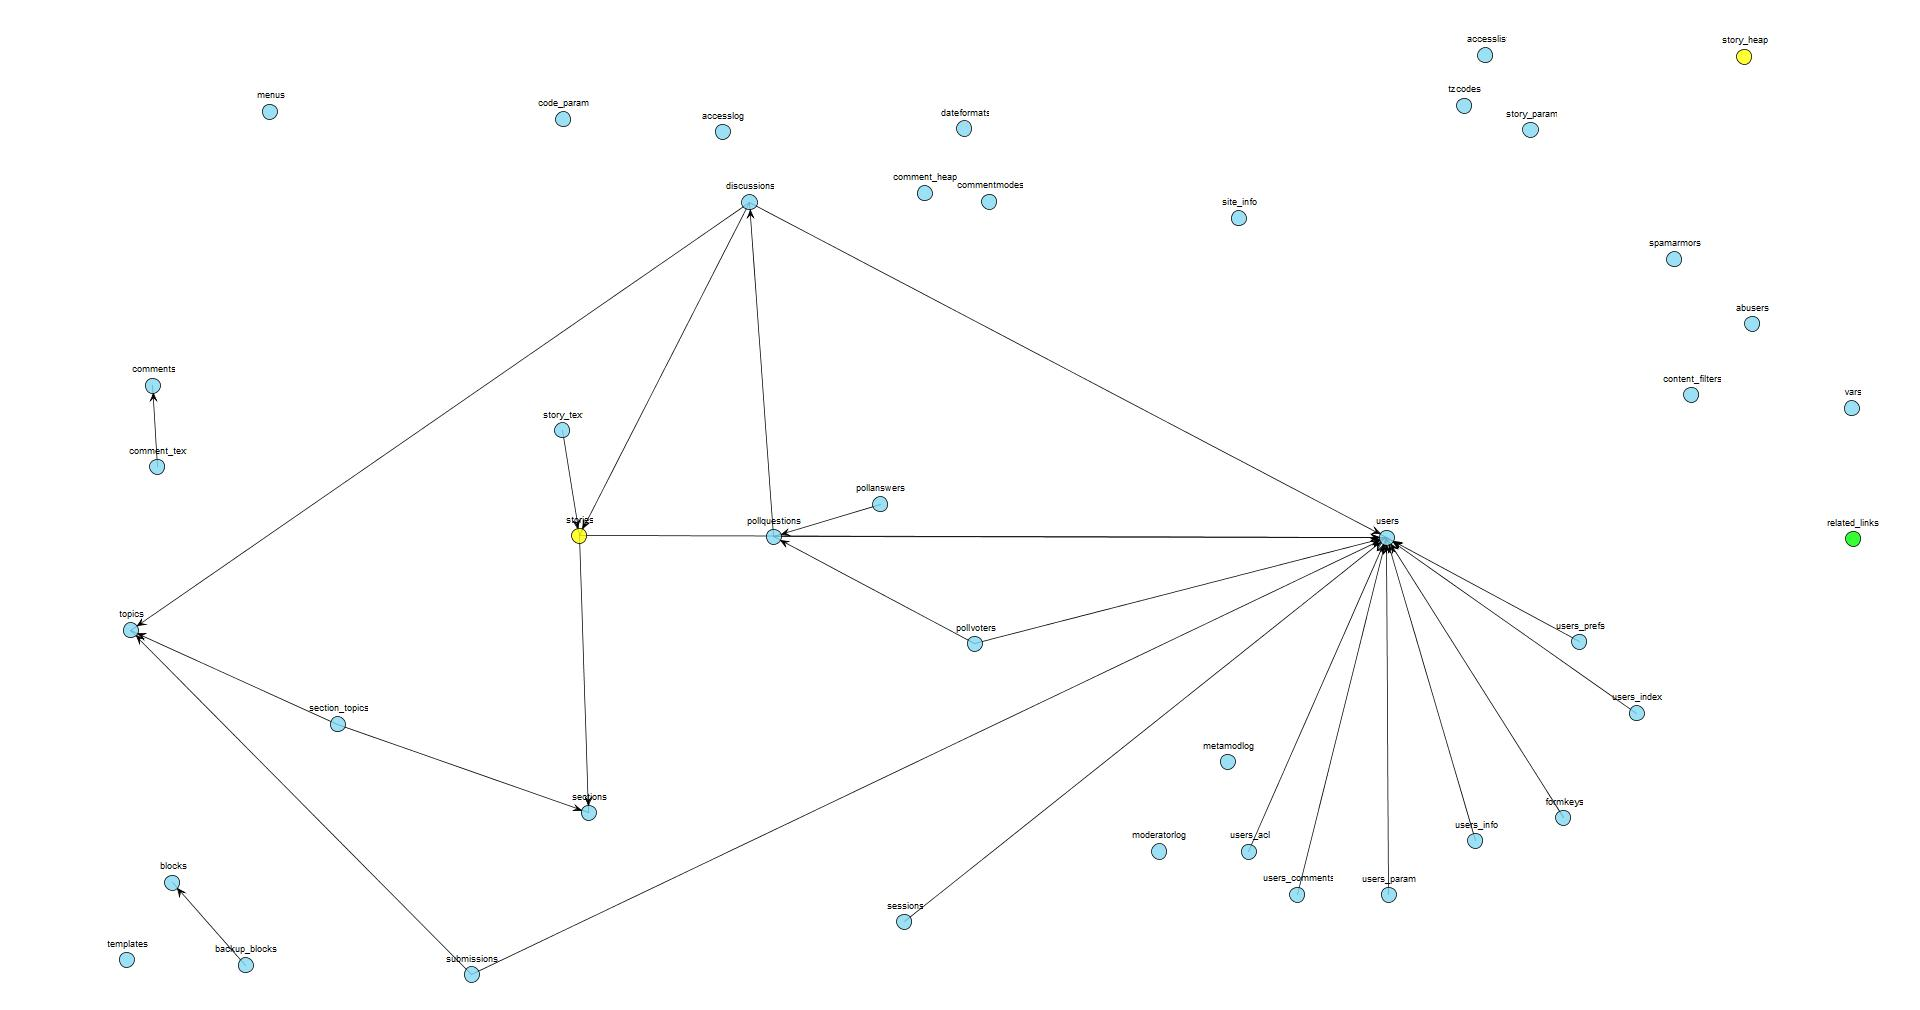 accesslis
story_heap
menus
code_param
accesslog
dateformats
tzcodes
story_param
discussions
comment_heap
commentmodes
site_info
spamarmors
abusers
comments
content_filters
vars
story_tex
comment_tex
pollanswers
stories
pollquestions
users
related_links
topics
pollvoters
users_prefs
section_topics
users_index
metamodlog
sections
formkeys
moderatorlog
users_acl
users_info
blocks
users_comments
users_param
sessions
templates
backup_blocks
submissions